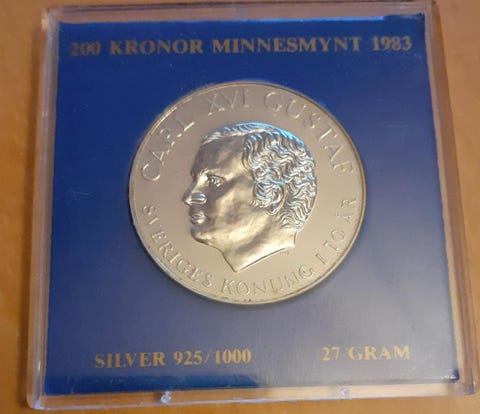 200 KRONOR MINNESMYNT 1983
CARL XVI GUSTAF
SVERIGES KONUNG I 10 ÅR
SILVER 925/1000 27 GRAM